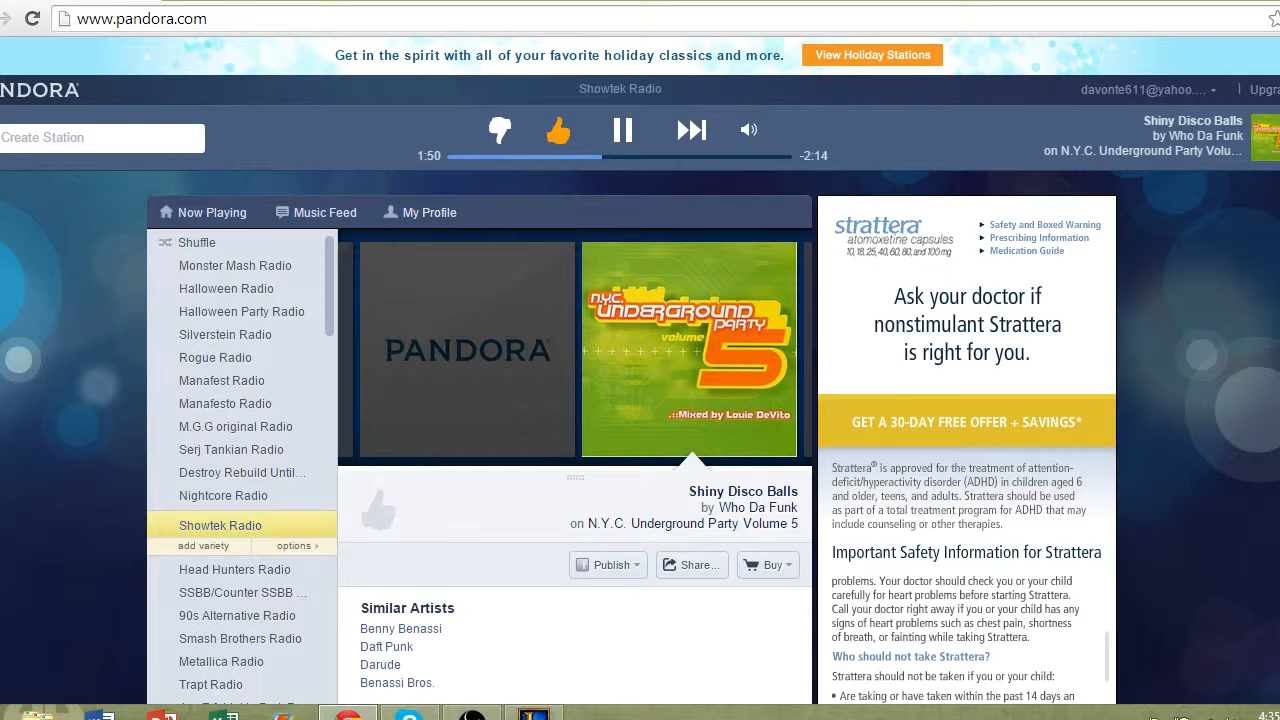 www.pandora.com
Get in the spirit with all of your favorite holiday classics and more.
View Holiday Stations
NDORA
Showtek Radio
davonte611@yahoo....
Upgra
Create Station
1:50
-2:14
Shiny Disco Balls
by Who Da Funk
on N.Y.C. Underground Party Volu...
Now Playing
Music Feed
My Profile
Shuffle
Monster Mash Radio
Halloween Radio
Halloween Party Radio
Silverstein Radio
Rogue Radio
Manafest Radio
Manafesto Radio
M.G.G original Radio
Serj Tankian Radio
Destroy Rebuild Until...
Nightcore Radio
Showtek Radio
add variety
options »
Head Hunters Radio
SSBB/Counter SSBB ...
90s Alternative Radio
Smash Brothers Radio
Metallica Radio
Trapt Radio
PANDORA
N.Y.C.
UNDERGROUND
PARTY
volume
5
.::Mixed by Louie DeVito
Shiny Disco Balls
by Who Da Funk
on N.Y.C. Underground Party Volume 5
Publish
Share...
Buy
Similar Artists
Benny Benassi
Daft Punk
Darude
Benassi Bros.
strattera®
atomoxetine capsules
10, 18, 25, 40, 60, 80, and 100 mg
Safety and Boxed Warning
Prescribing Information
Medication Guide
Ask your doctor if
nonstimulant Strattera
is right for you.
GET A 30-DAY FREE OFFER + SAVINGS*
Strattera® is approved for the treatment of attention-
deficit/hyperactivity disorder (ADHD) in children aged 6
and older, teens, and adults. Strattera should be used
as part of a total treatment program for ADHD that may
include counseling or other therapies.
Important Safety Information for Strattera
problems. Your doctor should check you or your child
carefully for heart problems before starting Strattera.
Call your doctor right away if you or your child has any
signs of heart problems such as chest pain, shortness
of breath, or fainting while taking Strattera.
Who should not take Strattera?
Strattera should not be taken if you or your child:
• Are taking or have taken within the past 14 days an